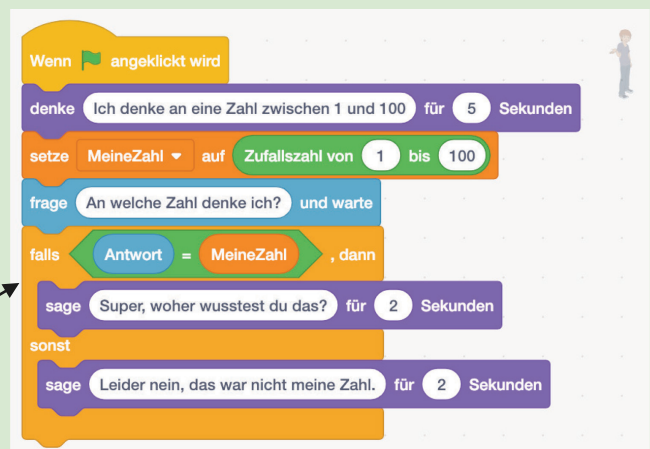 Wenn angeklickt wird
denke Ich denke an eine Zahl zwischen 1 und 100 für 5 Sekunden
setze MeineZahl auf Zufallszahl von 1 bis 100
frage An welche Zahl denke ich? und warte
falls Antwort = MeineZahl , dann
sage Super, woher wusstest du das? für 2 Sekunden
sonst
sage Leider nein, das war nicht meine Zahl. für 2 Sekunden